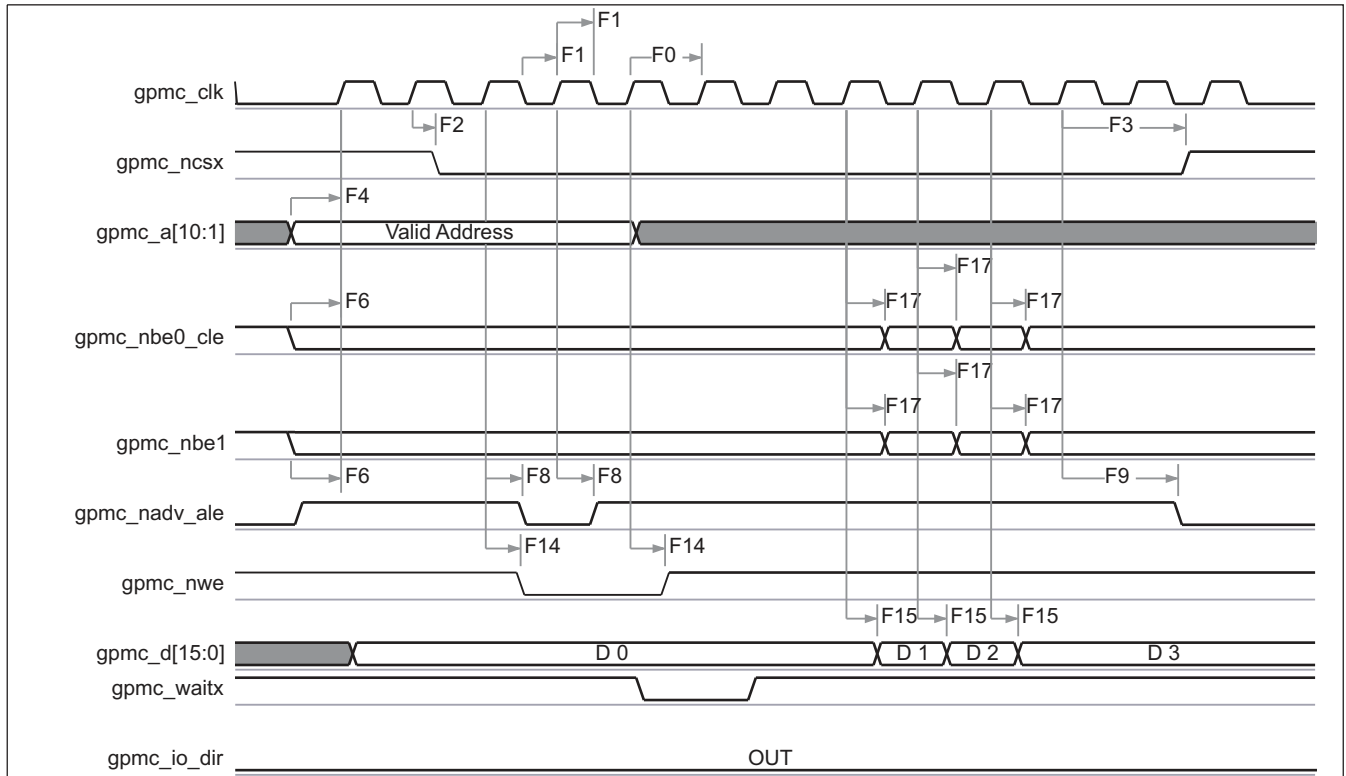 F1
F1 F0
gpmc_clk
F2 F3
gpmc_ncsx
F4
gpmc_a[10:1] Valid Address
F17
F6 F17 F17
gpmc_nbe0_cle
F17
F17 F17
gpmc_nbe1
F6 F8 F8 F9
gpmc_nadv_ale
F14 F14
gpmc_nwe
F15 F15 F15
gpmc_d[15:0] D 0 D 1 D 2 D 3
gpmc_waitx
gpmc_io_dir OUT